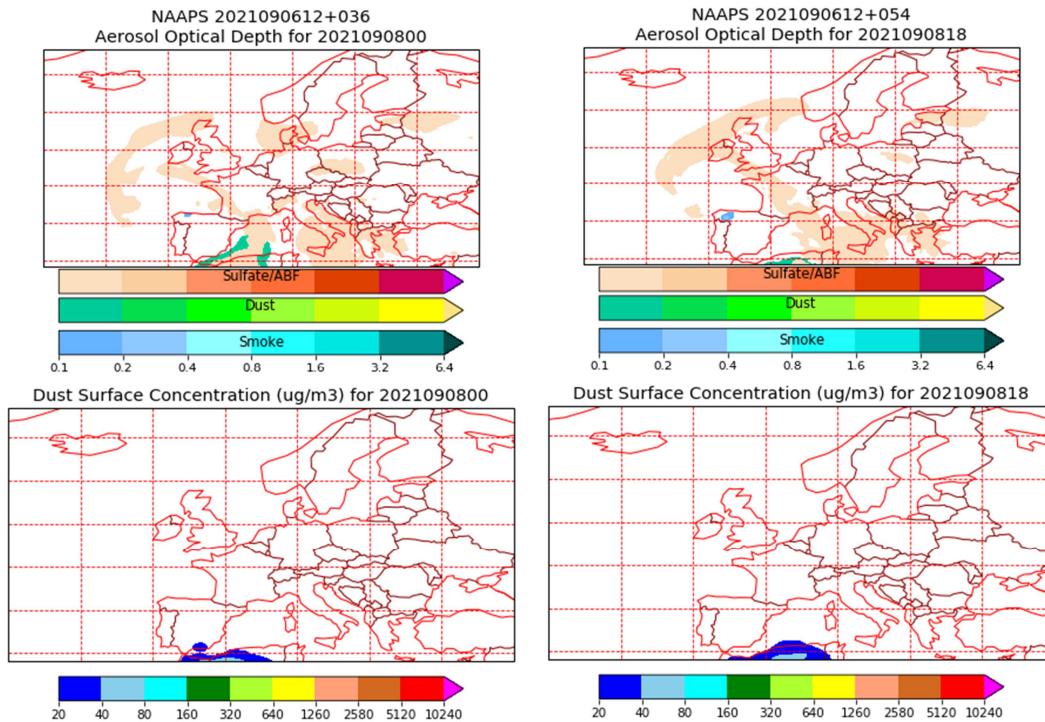 NAAPS 2021090612+036
Aerosol Optical Depth for 2021090800
Sulfate/ABF
Dust
Smoke
0.1 0.2 0.4 0.8 1.6 3.2 6.4
NAAPS 2021090612+054
Aerosol Optical Depth for 2021090818
Sulfate/ABF
Dust
Smoke
0.1 0.2 0.4 0.8 1.6 3.2 6.4
Dust Surface Concentration (ug/m3) for 2021090800
20 40 80 160 320 640 1260 2580 5120 10240
Dust Surface Concentration (ug/m3) for 2021090818
20 40 80 160 320 640 1260 2580 5120 10240